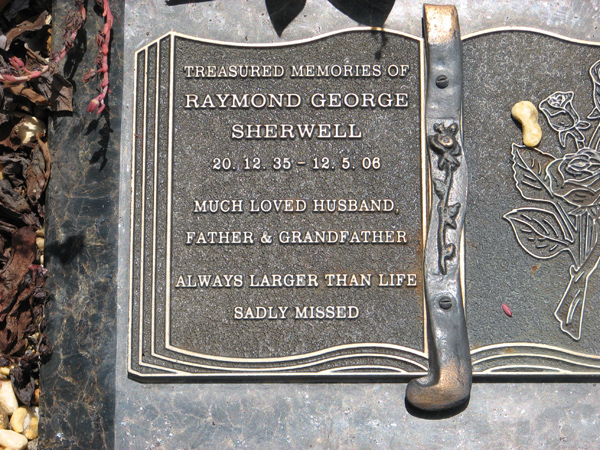 TREASURED MEMORIES OF
RAYMOND GEORGE
SHERWELL
20. 12. 35 - 12. 5. 06
MUCH LOVED HUSBAND,
FATHER & GRANDFATHER
ALWAYS LARGER THAN LIFE
SADLY MISSED